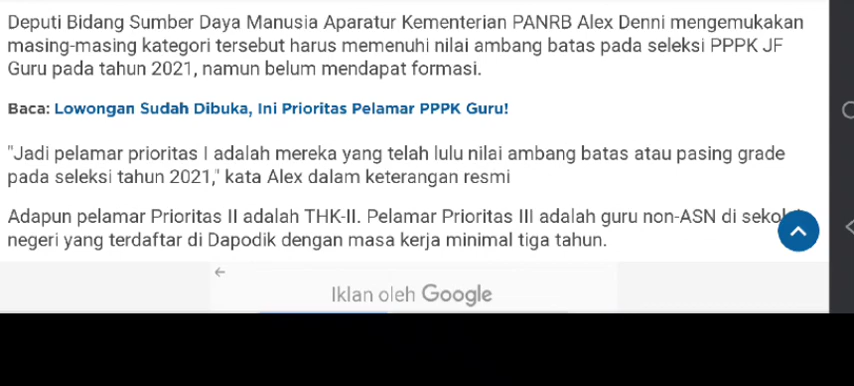 Deputi Bidang Sumber Daya Manusia Aparatur Kementerian PANRB Alex Denni mengemukakan
masing-masing kategori tersebut harus memenuhi nilai ambang batas pada seleksi PPPK JF
Guru pada tahun 2021, namun belum mendapat formasi.
Baca: Lowongan Sudah Dibuka, Ini Prioritas Pelamar PPPK Guru!
"Jadi pelamar prioritas I adalah mereka yang telah lulu nilai ambang batas atau pasing grade
pada seleksi tahun 2021," kata Alex dalam keterangan resmi
Adapun pelamar Prioritas II adalah THK-II. Pelamar Prioritas III adalah guru non-ASN di
negeri yang terdaftar di Dapodik dengan masa kerja minimal tiga tahun.
Iklan oleh Google